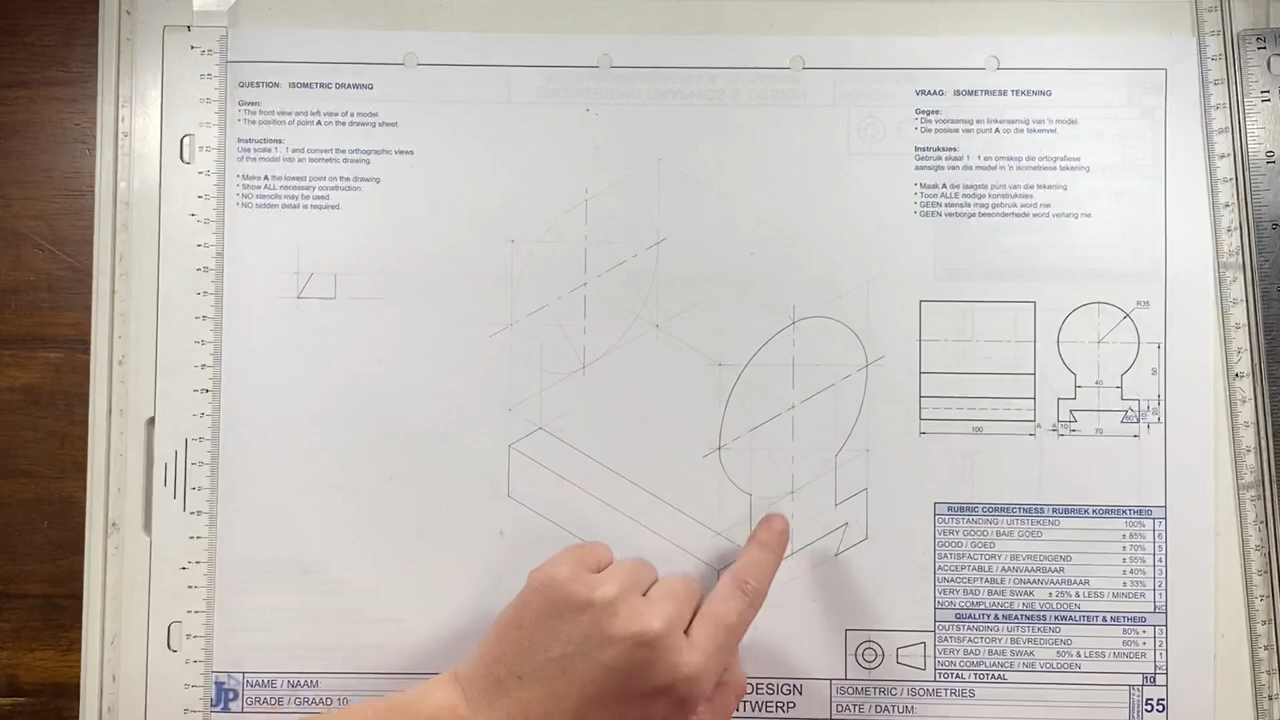 QUESTION: ISOMETRIC DRAWING
Given:
* The front view and left view of a model.
* The position of point A on the drawing sheet.
Instructions:
Use scale 1 : 1 and convert the orthographic views
of the model into an isometric drawing.
* Make A the lowest point on the drawing.
* Show ALL necessary construction.
* NO stencils may be used.
* NO hidden detail is required.
VRAAG: ISOMETRIESE TEKENING
Gegee:
* Die vooraansig en linkeraansig van 'n model.
* Die posisie van punt A op die tekenvel.
Instruksies:
Gebruik skaal 1 : 1 en omskep die ortografiese
aansigte van die model in 'n isometriese tekening
* Maak A die laagste punt van die tekening
* Toon ALLE nodige konstruksies.
* GEEN stensils mag gebruik word nie.
* GEEN verborge besonderhede word verlang nie.
R35
40
50
20
10
60°
100
A
A
10
70
RUBRIC CORRECTNESS / RUBRIEK KORREKTHEID
OUTSTANDING / UITSTEKEND 100% 7
VERY GOOD / BAIE GOED ± 85% 6
GOOD / GOED ± 70% 5
SATISFACTORY / BEVREDIGEND ± 55% 4
ACCEPTABLE / AANVAARBAAR ± 40% 3
UNACCEPTABLE / ONAANVAARBAAR ± 33% 2
VERY BAD / BAIE SWAK ± 25% & LESS / MINDER 1
NON COMPLIANCE / NIE VOLDOEN NC
QUALITY & NEATNESS / KWALITEIT & NETHEID
OUTSTANDING / UITSTEKEND 80% + 3
SATISFACTORY / BEVREDIGEND 60% + 2
VERY BAD / BAIE SWAK 50% & LESS / MINDER 1
NON COMPLIANCE / NIE VOLDOEN NC
TOTAL / TOTAAL 10
JP
NAME / NAAM:
GRADE / GRAAD 10:
DESIGN
ISOMETRIC / ISOMETRIES
DATE / DATUM:
55